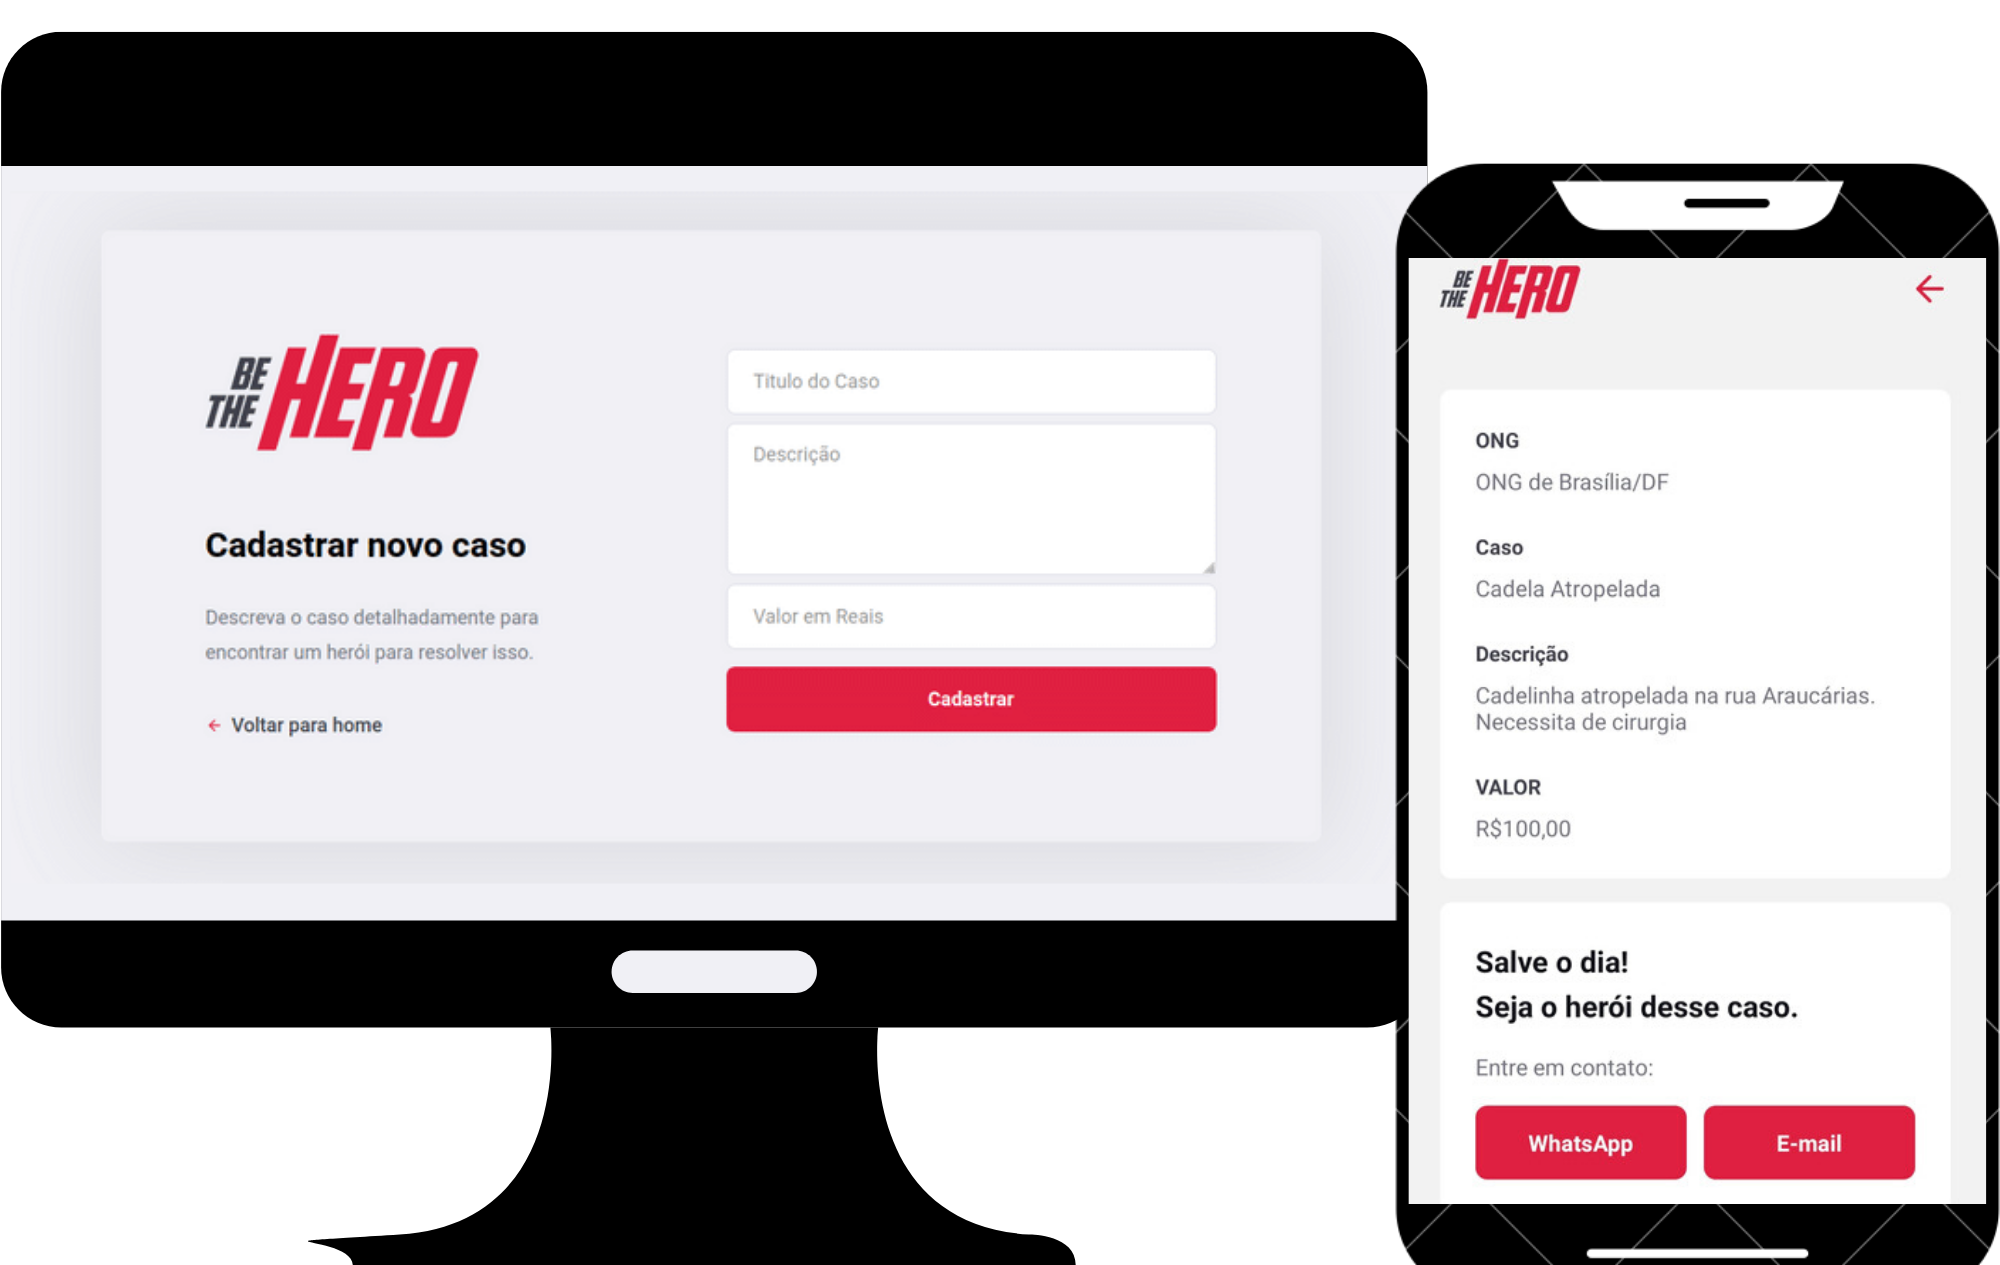 BE
THE HERO
Cadastrar novo caso
Descreva o caso detalhadamente para
encontrar um herói para resolver isso.
Voltar para home
Titulo do Caso
Descrição
Valor em Reais
Cadastrar
BE
THE HERO
ONG
ONG de Brasília/DF
Caso
Cadela Atropelada
Descrição
Cadelinha atropelada na rua Araucárias.
Necessita de cirurgia
VALOR
R$100,00
Salve o dia!
Seja o herói desse caso.
Entre em contato:
WhatsApp
E-mail